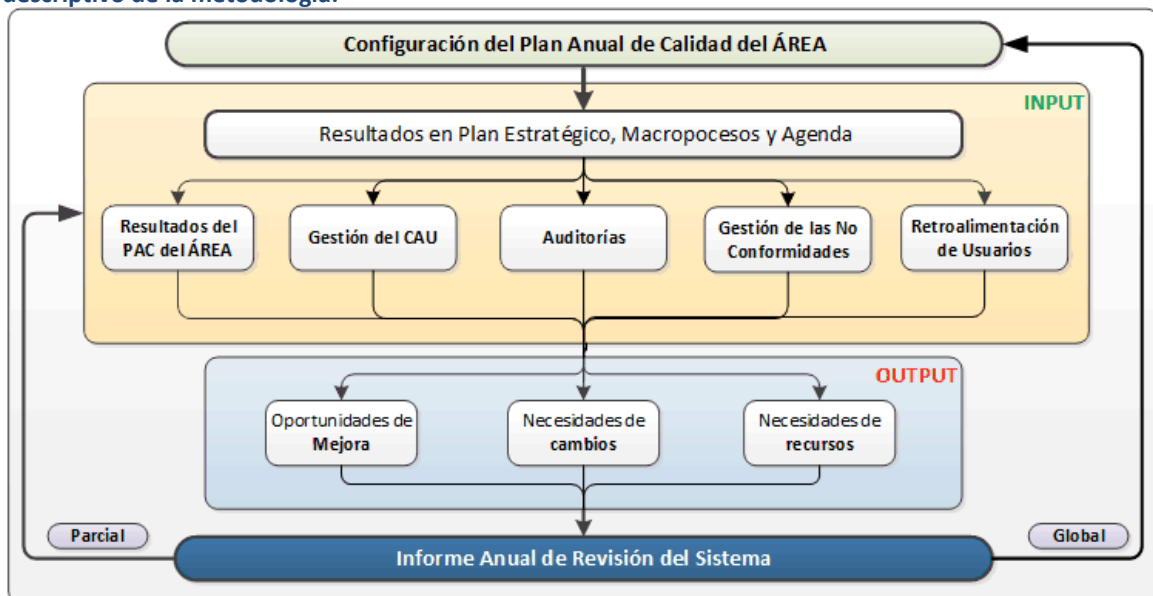 descriptivo de la metodología.
Configuración del Plan Anual de Calidad del ÁREA
INPUT
Resultados en Plan Estratégico, Macropocesos y Agenda
Resultados del
PAC del ÁREA
Gestión del CAU
Auditorías
Gestión de las No
Conformidades
Retroalimentación
de Usuarios
OUTPUT
Oportunidades de
Mejora
Necesidades de
cambios
Necesidades de
recursos
Parcial
Informe Anual de Revisión del Sistema
Global